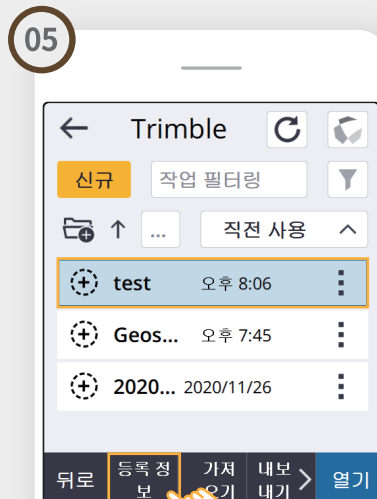 05
Trimble
신규 작업 필터링
... 직전 사용
test 오후 8:06
Geos... 오후 7:45
2020... 2020/11/26
뒤로 등록 정보 가져오기 내보내기 열기